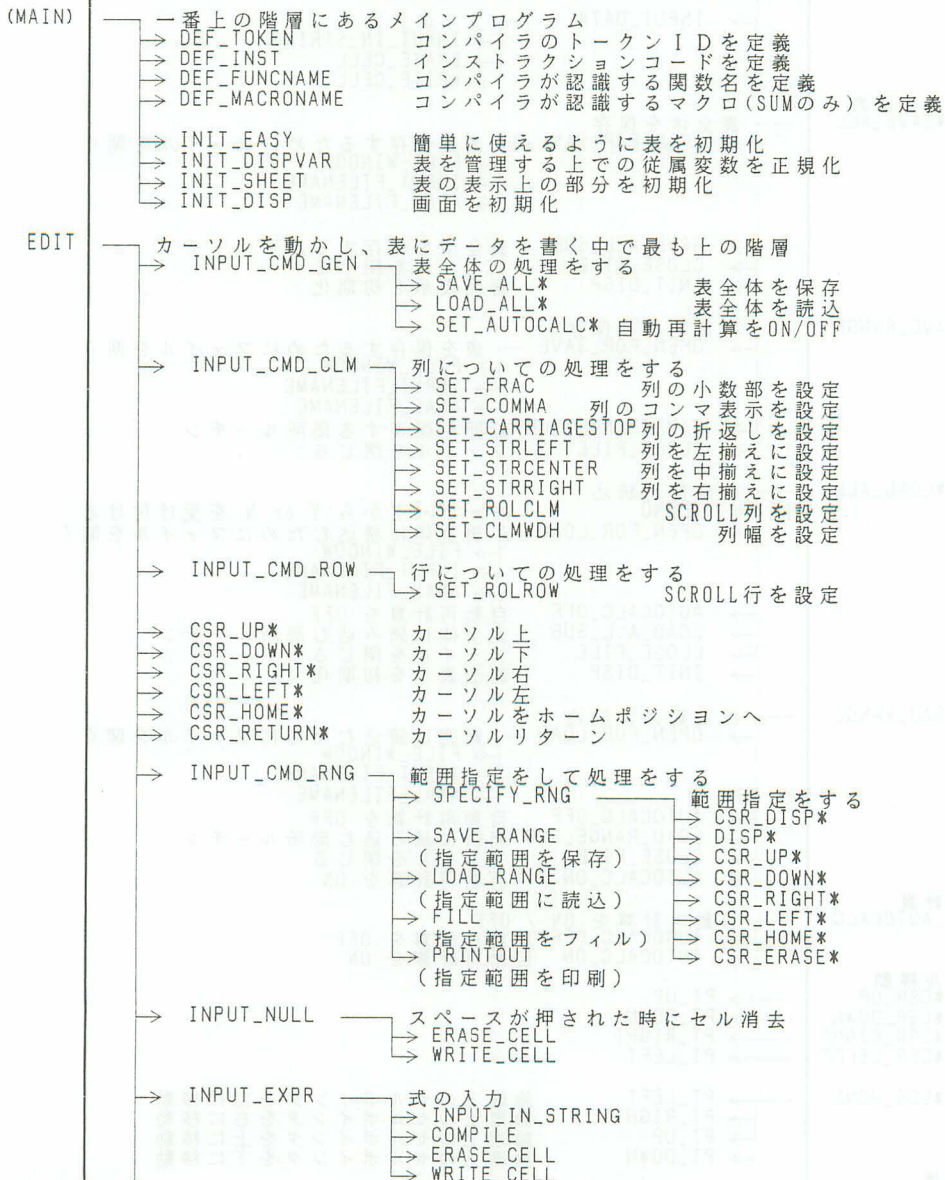 (MAIN) 一番上の階層にあるメインプログラム
DEF_TOKEN コンパイラのトークンＩＤを定義
DEF_INST インストラクションコードを定義
DEF_FUNCNAME コンパイラが認識する関数名を定義
DEF_MACRONAME コンパイラが認識するマクロ(SUMのみ)を定義
INIT_EASY 簡単に使えるように表を初期化
INIT_DISPVAR 表を管理する上での従属変数を正規化
INIT_SHEET 表の表示上の部分を初期化
INIT_DISP 画面を初期化
EDIT カーソルを動かし、表にデータを書く中で最も上の階層
INPUT_CMD_GEN 表全体の処理をする
SAVE_ALL* 表全体を保存
LOAD_ALL* 表全体を読込
SET_AUTOCALC* 自動再計算をON/OFF
INPUT_CMD_CLM 列についての処理をする
SET_FRAC 列の小数部を設定
SET_COMMA 列のコンマ表示を設定
SET_CARRIAGESTOP 列の折返しを設定
SET_STRLEFT 列を左揃えに設定
SET_STRCENTER 列を中揃えに設定
SET_STRRIGHT 列を右揃えに設定
SET_ROLCLM SCROLL列を設定
SET_CLMWDH 列幅を設定
INPUT_CMD_ROW 行についての処理をする
SET_ROLROW SCROLL行を設定
CSR_UP* カーソル上
CSR_DOWN* カーソル下
CSR_RIGHT* カーソル右
CSR_LEFT* カーソル左
CSR_HOME* カーソルをホームポジションへ
CSR_RETURN* カーソルリターン
INPUT_CMD_RNG 範囲指定をして処理をする
SPECIFY_RNG 範囲指定をする
CSR_DISP*
SAVE_RANGE DISP*
(指定範囲を保存) CSR_UP*
LOAD_RANGE CSR_DOWN*
(指定範囲に読込) CSR_RIGHT*
FILL CSR_LEFT*
(指定範囲をフィル) CSR_HOME*
PRINTOUT CSR_ERASE*
(指定範囲を印刷)
INPUT_NULL スペースが押された時にセル消去
ERASE_CELL
WRITE_CELL
INPUT_EXPR 式の入力
INPUT_IN_STRING
COMPILE
ERASE_CELL
WRITE_CELL